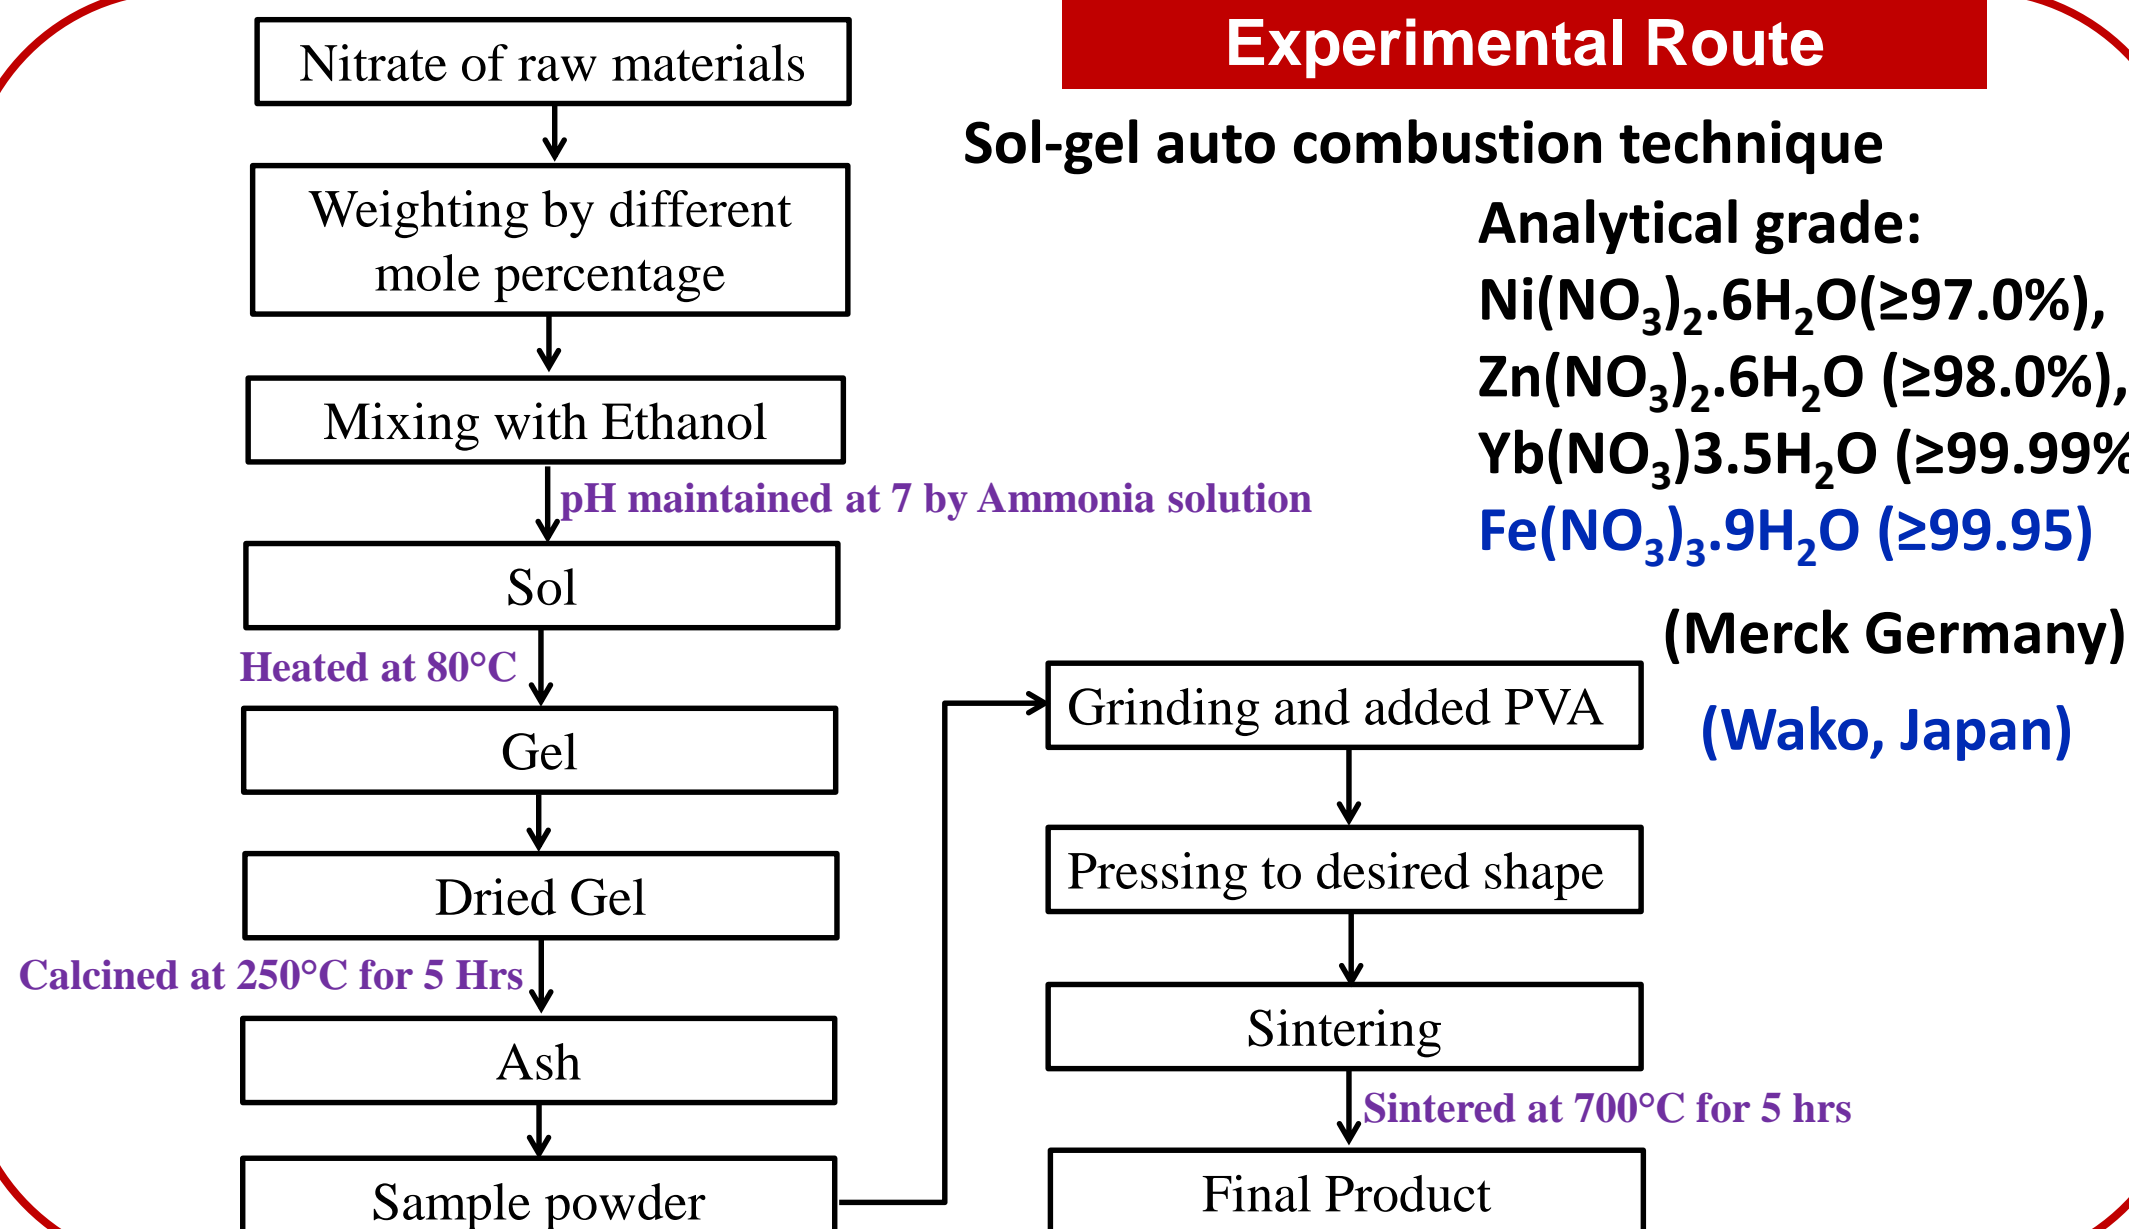 Experimental Route
Sol-gel auto combustion technique
Analytical grade:
Ni(NO₃)₂.6H₂O(≥97.0%),
Zn(NO₃)₂.6H₂O (≥98.0%),
Yb(NO₃)3.5H₂O (≥99.99%
Fe(NO₃)₃.9H₂O (≥99.95)
(Merck Germany)
(Wako, Japan)
Nitrate of raw materials
Weighting by different
mole percentage
Mixing with Ethanol
pH maintained at 7 by Ammonia solution
Sol
Heated at 80°C
Gel
Dried Gel
Calcined at 250°C for 5 Hrs
Ash
Sample powder
Grinding and added PVA
Pressing to desired shape
Sintering
Sintered at 700°C for 5 hrs
Final Product